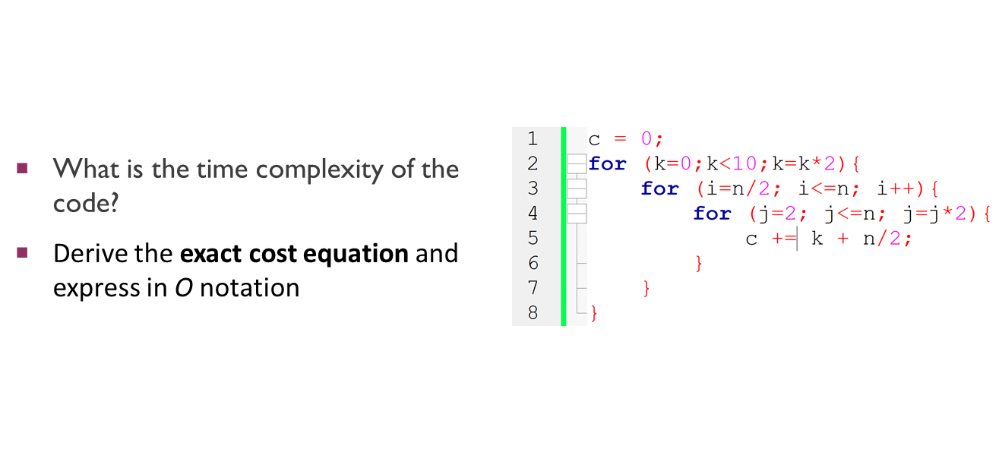 What is the time complexity of the
code?
Derive the exact cost equation and
express in O notation
1 c = 0;
2 for (k=0;k<10;k=k*2){
3 for (i=n/2; i<=n; i++){
4 for (j=2; j<=n; j=j*2){
5 c += k + n/2;
6 }
7 }
8 }